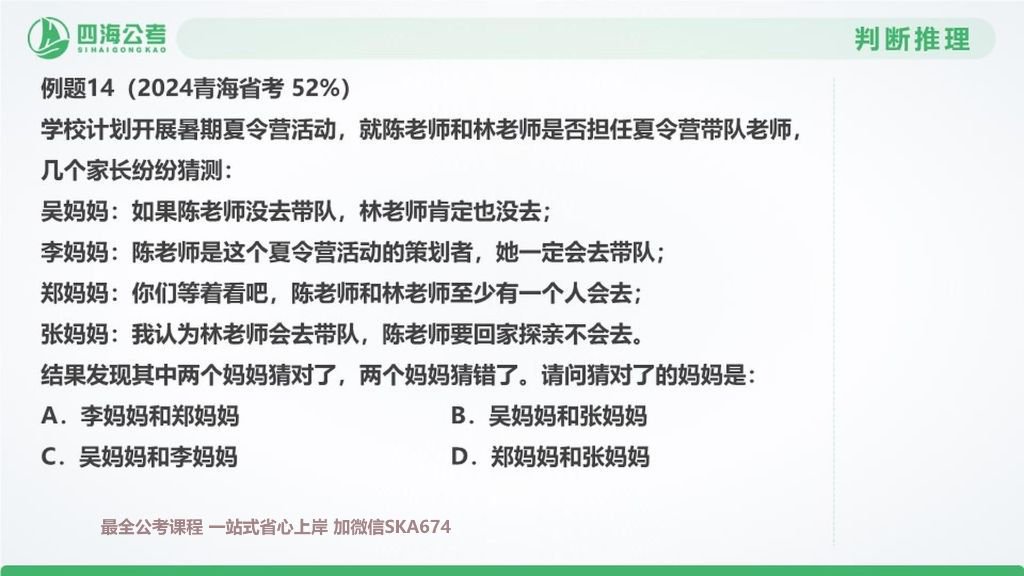 四海公考
SIHAIGONGKAO
判断推理
例题14（2024青海省考 52%）
学校计划开展暑期夏令营活动，就陈老师和林老师是否担任夏令营带队老师，
几个家长纷纷猜测：
吴妈妈：如果陈老师没去带队，林老师肯定也没去；
李妈妈：陈老师是这个夏令营活动的策划者，她一定会去带队；
郑妈妈：你们等着看吧，陈老师和林老师至少有一个人会去；
张妈妈：我认为林老师会去带队，陈老师要回家探亲不会去。
结果发现其中两个妈妈猜对了，两个妈妈猜错了。请问猜对了的妈妈是：
A．李妈妈和郑妈妈 B．吴妈妈和张妈妈
C．吴妈妈和李妈妈 D．郑妈妈和张妈妈
最全公考课程 一站式省心上岸 加微信SKA674